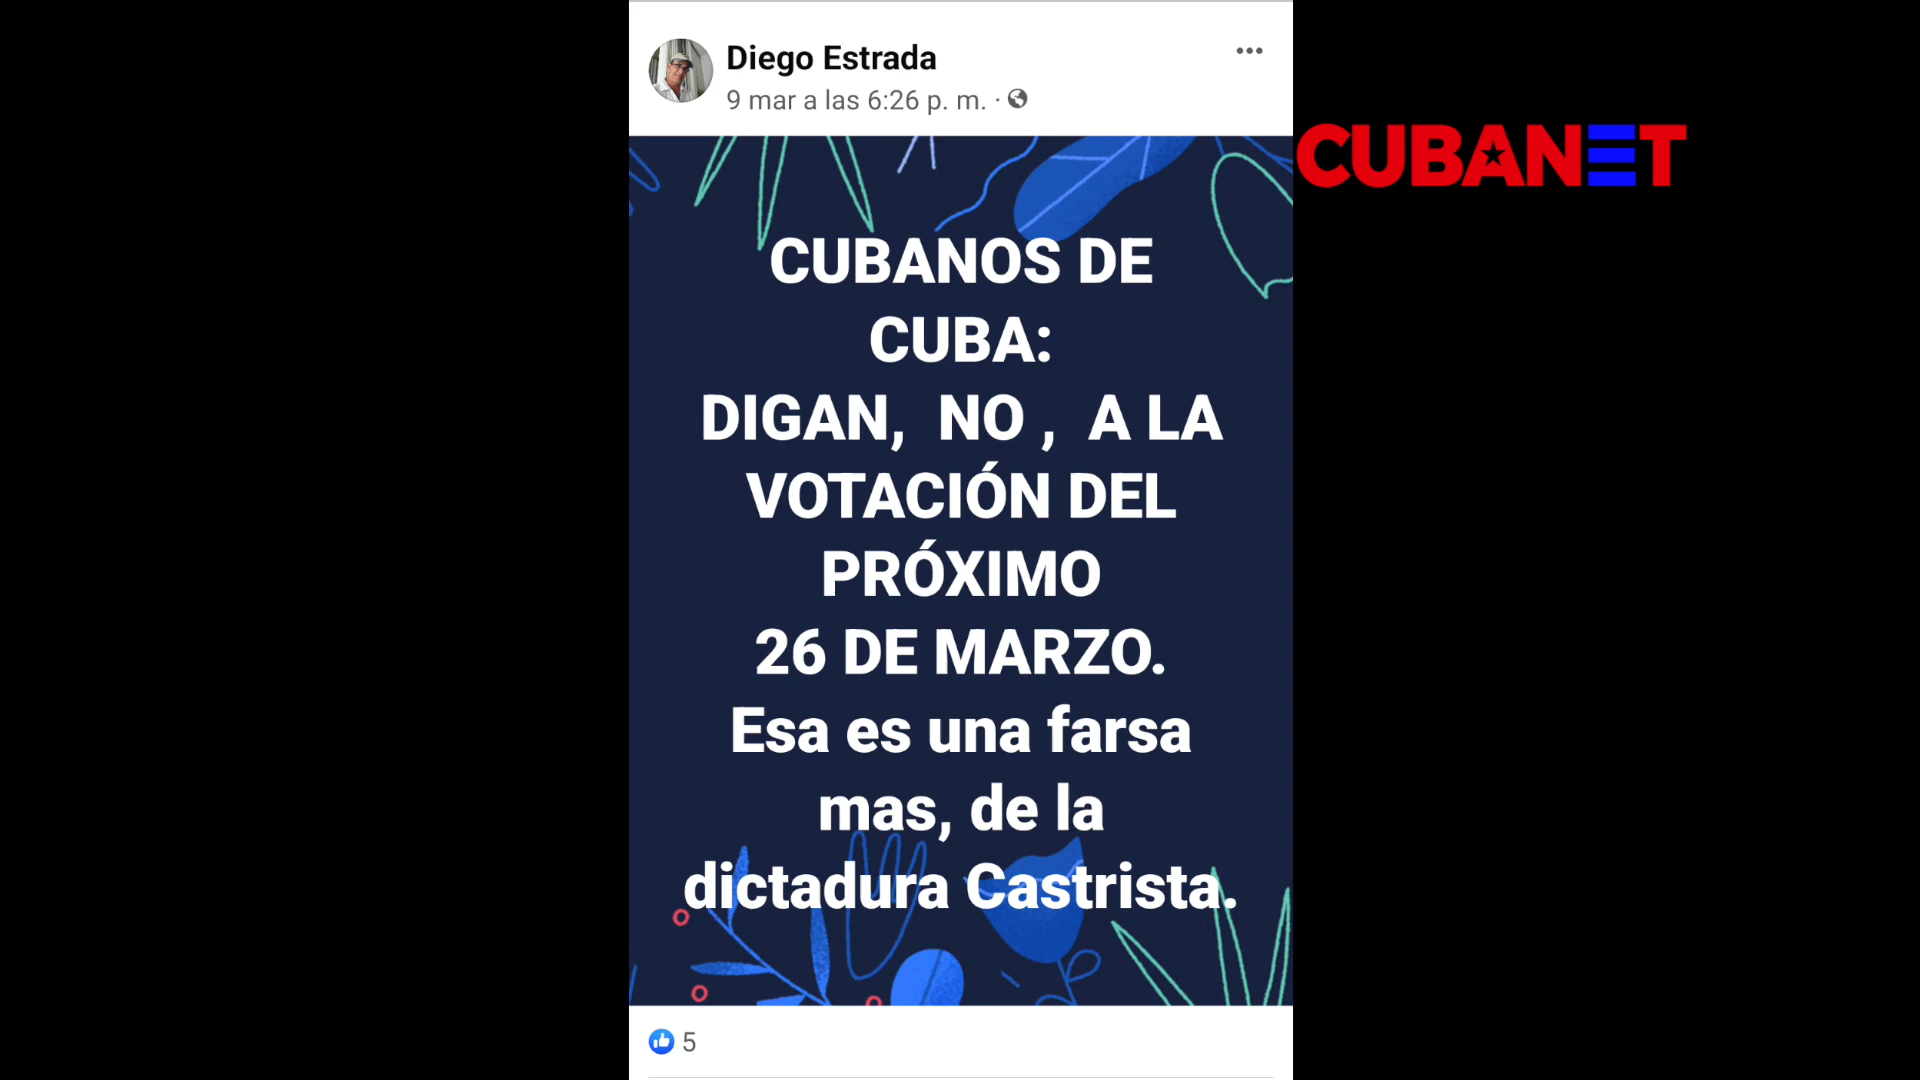 Diego Estrada
9 mar a las 6:26 p. m. ·
CUBANET
CUBANOS DE
CUBA:
DIGAN,  NO ,  A LA
VOTACIÓN DEL
PRÓXIMO
26 DE MARZO.
Esa es una farsa
mas, de la
dictadura Castrista.
5